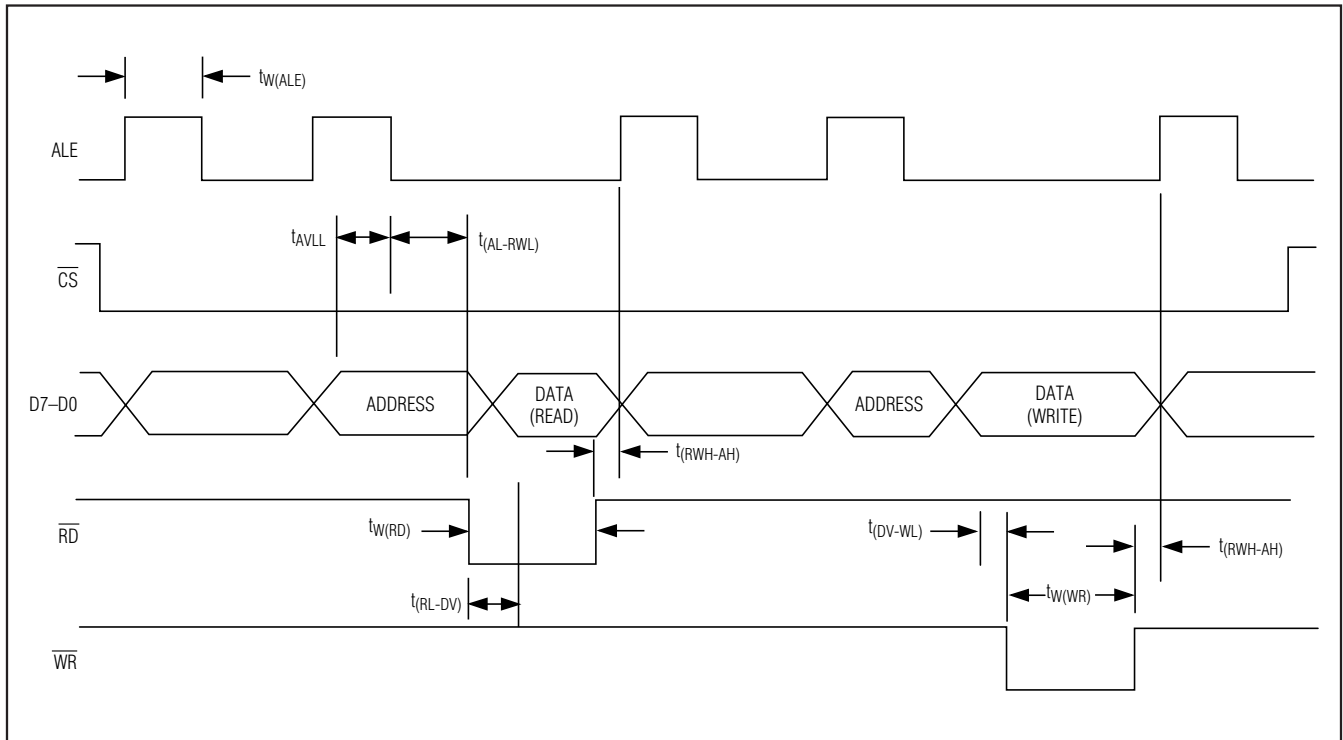 tW(ALE)
ALE
tAVLL
t(AL-RWL)
CS
D7–D0
ADDRESS
DATA
(READ)
ADDRESS
DATA
(WRITE)
t(RWH-AH)
RD
tW(RD)
t(DV-WL)
t(RWH-AH)
t(RL-DV)
tW(WR)
WR